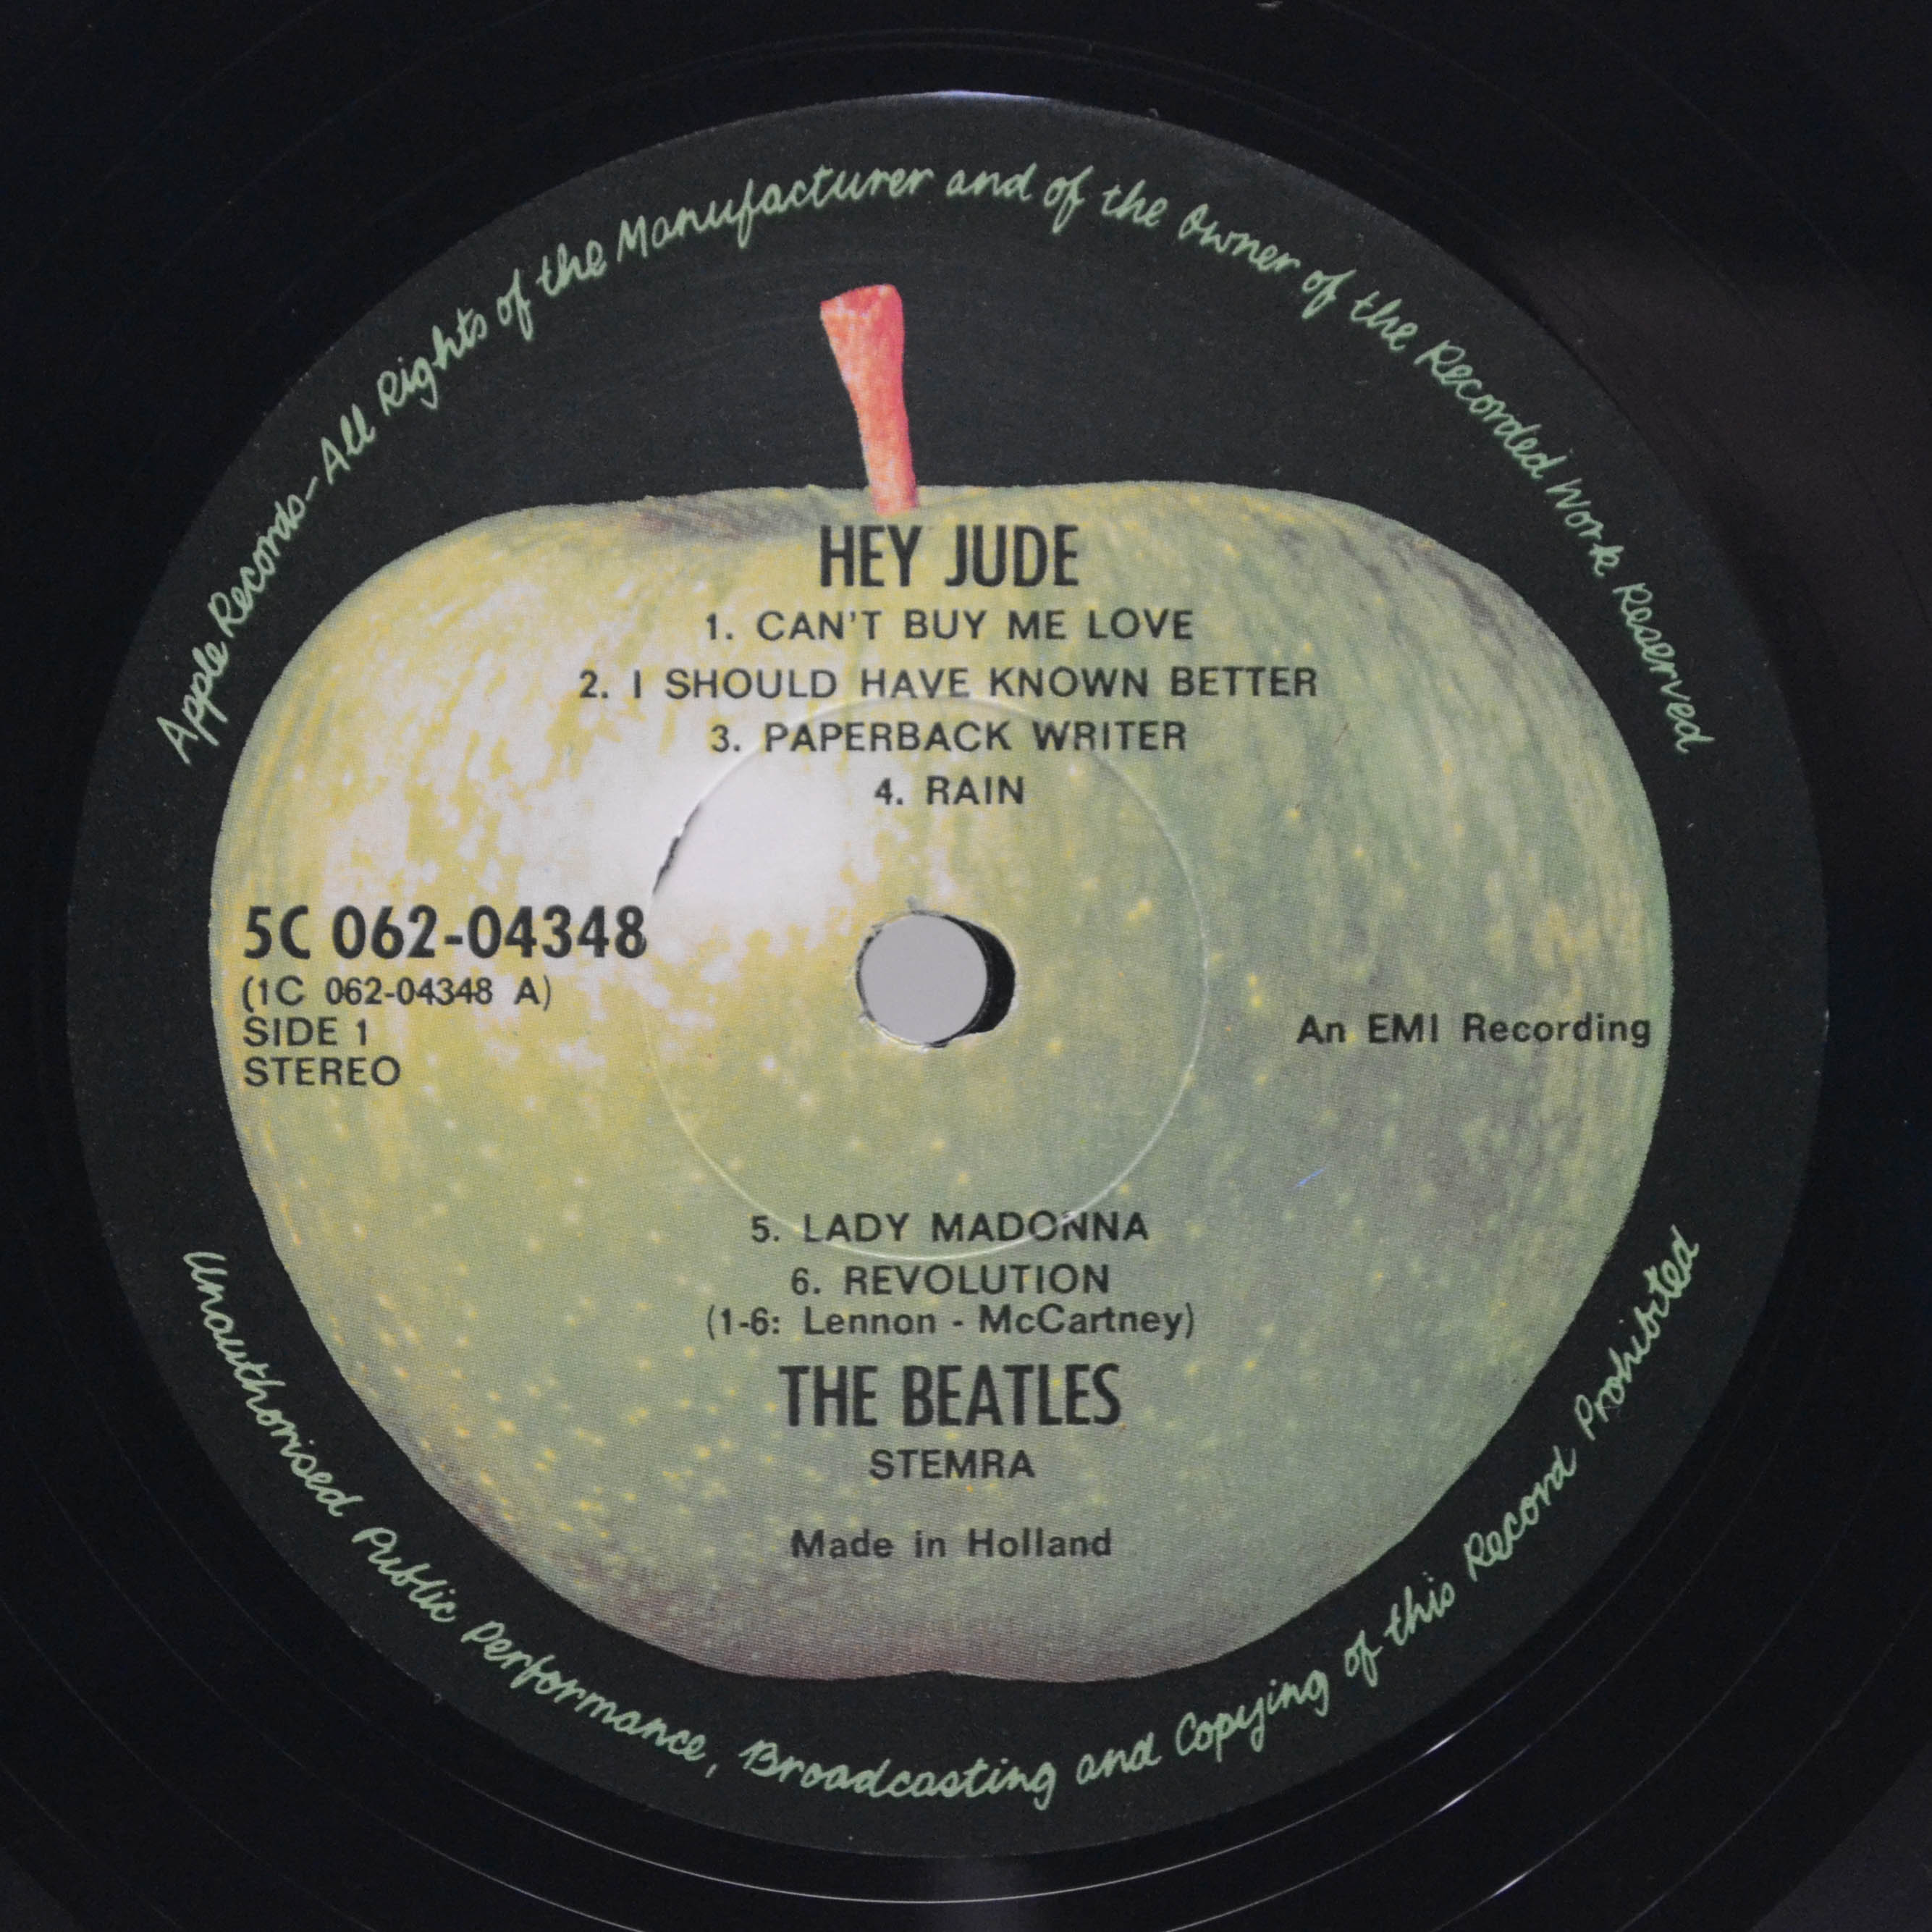 Apple Records-All Rights of the Manufacturer and of the Owner of the Recorded Work Reserved
HEY JUDE
1. CAN'T BUY ME LOVE
2. I SHOULD HAVE KNOWN BETTER
3. PAPERBACK WRITER
4. RAIN
5C 062-04348
(1C 062-04348 A)
SIDE 1
STEREO
An EMI Recording
5. LADY MADONNA
6. REVOLUTION
(1-6: Lennon - McCartney)
THE BEATLES
STEMRA
Made in Holland
Unauthorised Public Performance, Broadcasting and Copying of this Record Prohibited